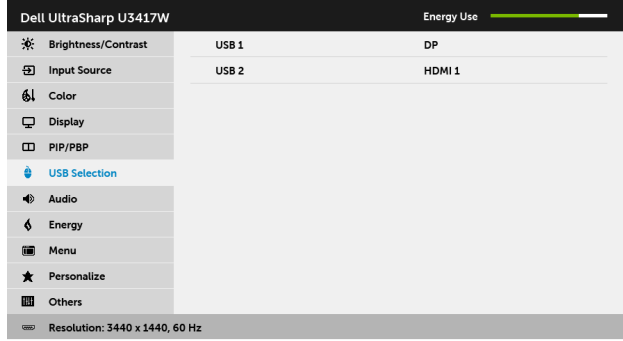 Dell UltraSharp U3417W Energy Use
Brightness/Contrast USB 1 DP
Input Source USB 2 HDMI 1
Color
Display
PIP/PBP
USB Selection
Audio
Energy
Menu
Personalize
Others
Resolution: 3440 x 1440, 60 Hz